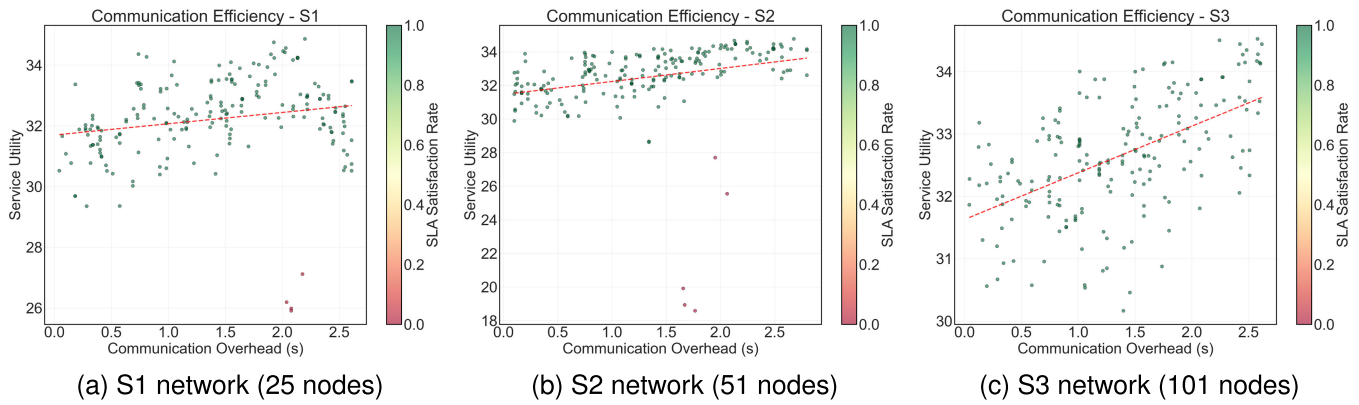 Communication Efficiency - S1
Service Utility
34
32
30
28
26
0.0 0.5 1.0 1.5 2.0 2.5
Communication Overhead (s)
1.0
0.8
0.6
0.4
0.2
0.0
SLA Satisfaction Rate
(a) S1 network (25 nodes)
Communication Efficiency - S2
Service Utility
34
32
30
28
26
24
22
20
18
0.0 0.5 1.0 1.5 2.0 2.5
Communication Overhead (s)
1.0
0.8
0.6
0.4
0.2
0.0
SLA Satisfaction Rate
(b) S2 network (51 nodes)
Communication Efficiency - S3
Service Utility
34
33
32
31
30
0.0 0.5 1.0 1.5 2.0 2.5
Communication Overhead (s)
1.0
0.8
0.6
0.4
0.2
0.0
SLA Satisfaction Rate
(c) S3 network (101 nodes)